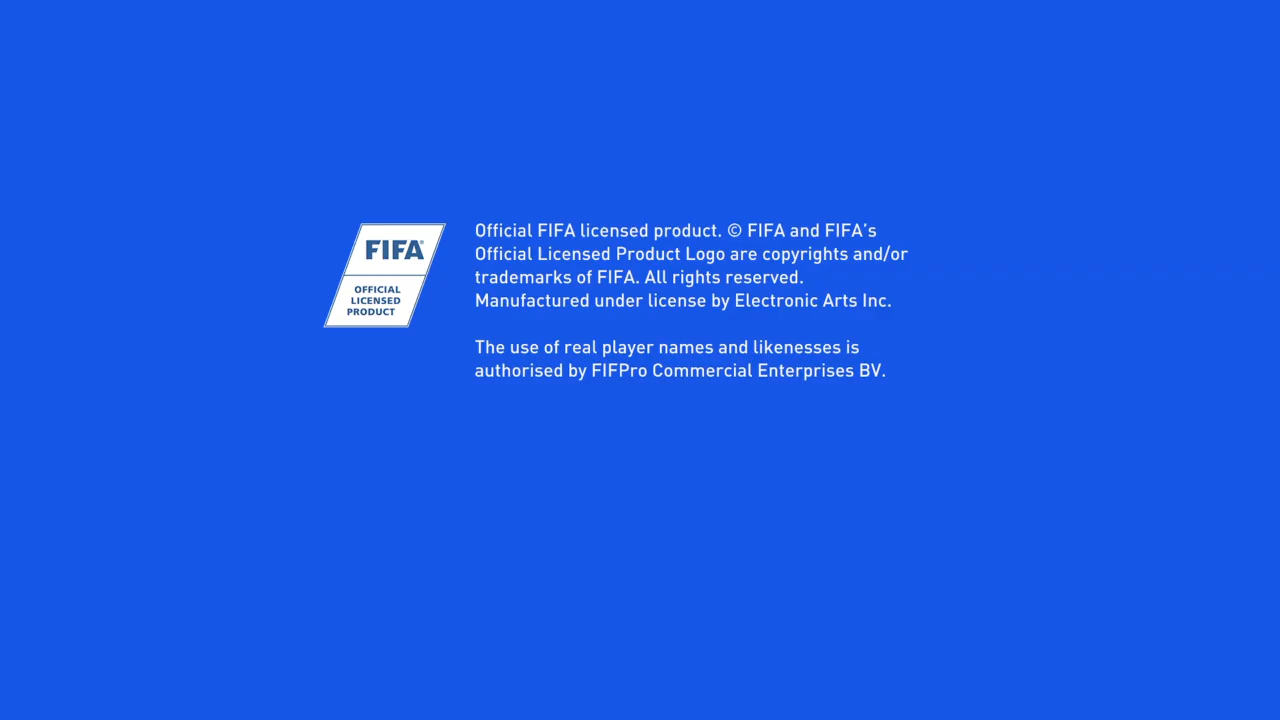 FIFA
OFFICIAL
LICENSED
PRODUCT
Official FIFA licensed product. © FIFA and FIFA's
Official Licensed Product Logo are copyrights and/or
trademarks of FIFA. All rights reserved.
Manufactured under license by Electronic Arts Inc.
The use of real player names and likenesses is
authorised by FIFPro Commercial Enterprises BV.